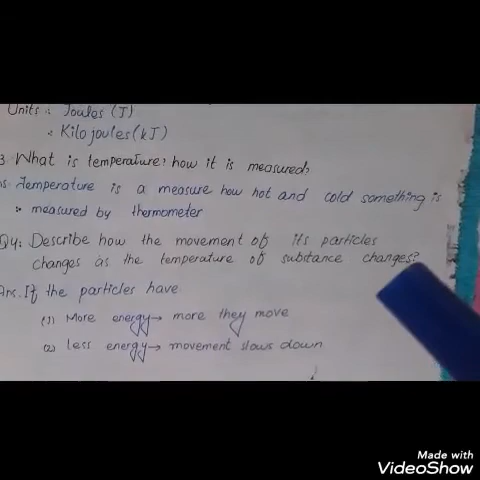 Units : Joules (J)
: Kilojoules (kJ)
3. What is temperature? how it is measured?
s. Temperature is a measure how hot and cold something is
: measured by thermometer
Qy: Describe how the movement of its particles
changes as the temperature of substance changes?
Ans. If the particles have
(1) More energy → more they move
(2) Less energy → movement slows down
Made with
VideoShow